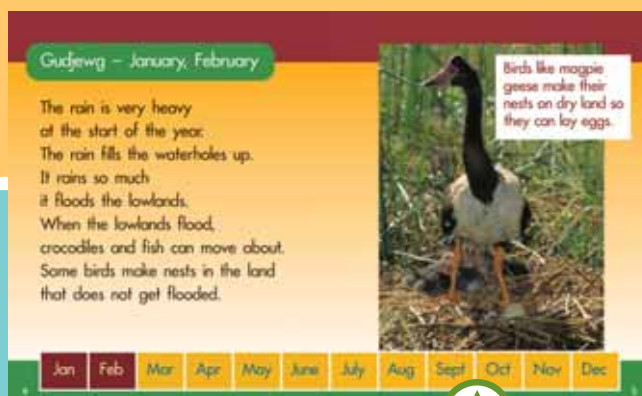 Gudjewg – January, February
The rain is very heavy
at the start of the year.
The rain fills the waterholes up.
It rains so much
it floods the lowlands.
When the lowlands flood,
crocodiles and fish can move about.
Some birds make nests in the land
that does not get flooded.
Birds like magpie
geese make their
nests on dry land so
they can lay eggs.
Jan Feb Mar Apr May June July Aug Sept Oct Nov Dec